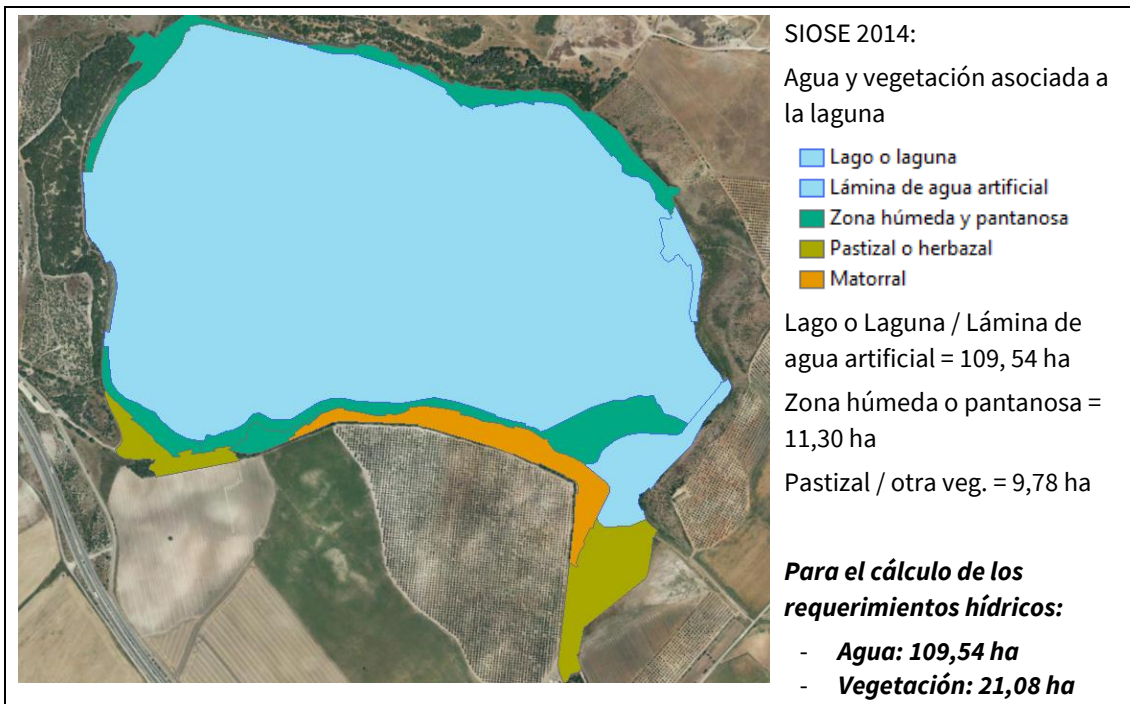 SIOSE 2014:
Agua y vegetación asociada a
la laguna
Lago o laguna
Lámina de agua artificial
Zona húmeda y pantanosa
Pastizal o herbazal
Matorral
Lago o Laguna / Lámina de
agua artificial = 109, 54 ha
Zona húmeda o pantanosa =
11,30 ha
Pastizal / otra veg. = 9,78 ha
Para el cálculo de los
requerimientos hídricos:
- Agua: 109,54 ha
- Vegetación: 21,08 ha